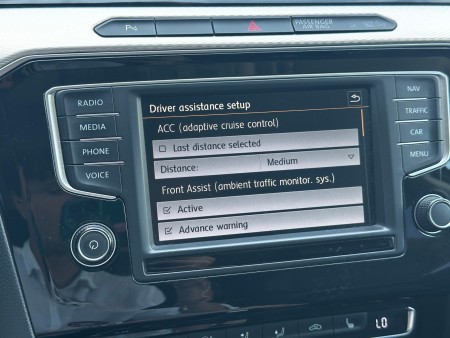 P
PASSENGER
AIR BAG
RADIO
MEDIA
PHONE
VOICE
Driver assistance setup
ACC (adaptive cruise control)
Last distance selected
Distance: Medium
Front Assist (ambient traffic monitor. sys.)
Active
Advance warning
NAV
TRAFFIC
CAR
MENU
LO